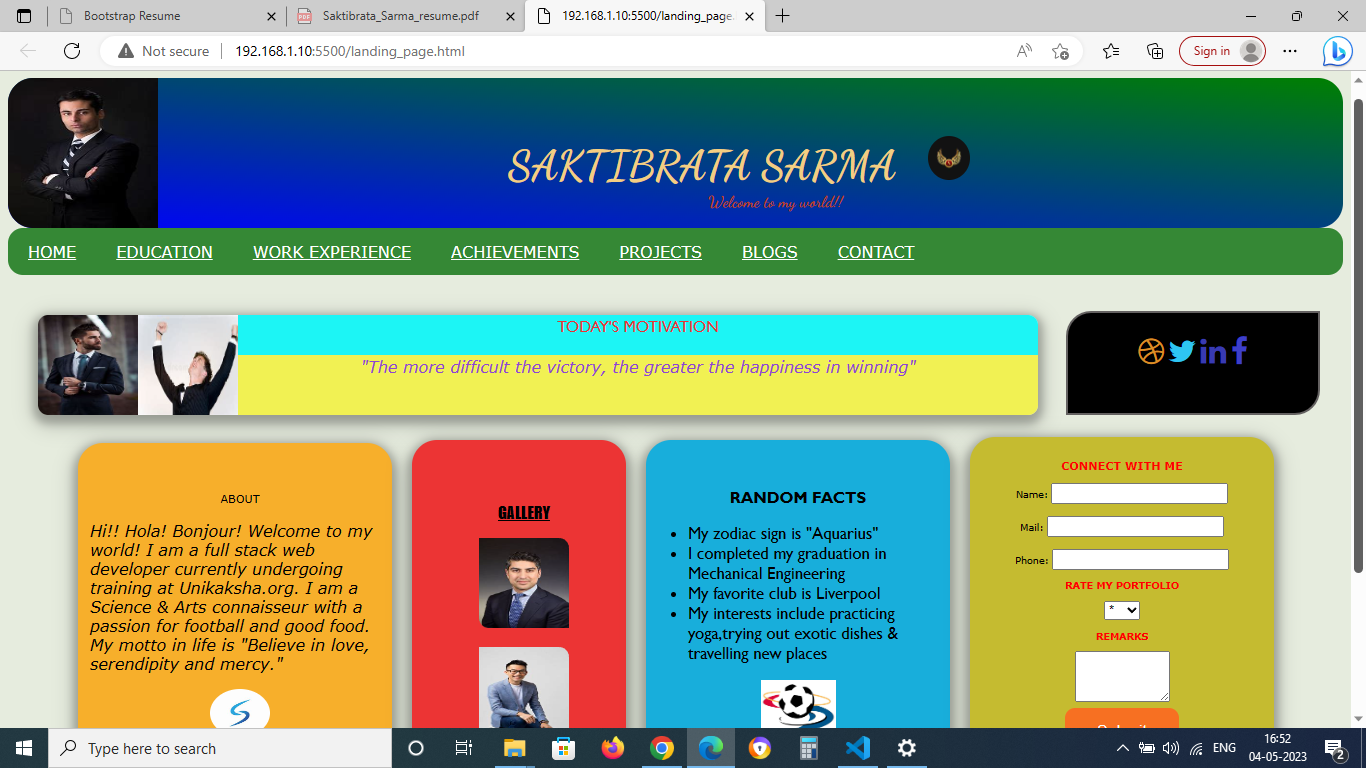 Bootstrap Resume
Saktibrata_Sarma_resume.pdf
192.168.1.10:5500/landing_page.
Not secure
192.168.1.10:5500/landing_page.html
Sign in
SAKTIBRATA SARMA
Welcome to my world!!
HOME EDUCATION WORK EXPERIENCE ACHIEVEMENTS PROJECTS BLOGS CONTACT
TODAY'S MOTIVATION
"The more difficult the victory, the greater the happiness in winning"
ABOUT
Hi!! Hola! Bonjour! Welcome to my
world! I am a full stack web
developer currently undergoing
training at Unikaksha.org. I am a
Science & Arts connaisseur with a
passion for football and good food.
My motto in life is "Believe in love,
serendipity and mercy."
GALLERY
RANDOM FACTS
My zodiac sign is "Aquarius"
I completed my graduation in
Mechanical Engineering
My favorite club is Liverpool
My interests include practicing
yoga,trying out exotic dishes &
travelling new places
CONNECT WITH ME
Name:
Mail:
Phone:
RATE MY PORTFOLIO
*
REMARKS
Submit
Type here to search
ENG
16:52
04-05-2023
2